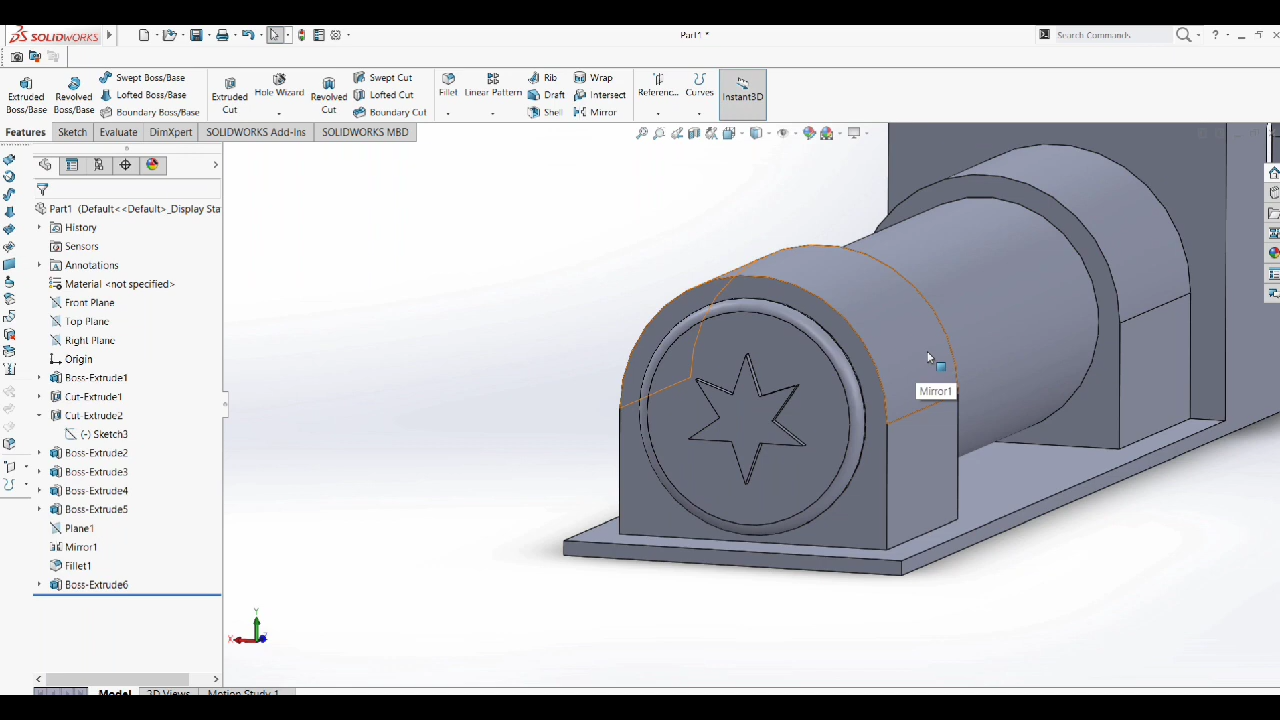 SOLIDWORKS
Part1 *
Search Commands
Extruded Boss/Base
Revolved Boss/Base
Swept Boss/Base
Lofted Boss/Base
Boundary Boss/Base
Extruded Cut
Hole Wizard
Revolved Cut
Swept Cut
Lofted Cut
Boundary Cut
Fillet
Linear Pattern
Rib
Draft
Shell
Wrap
Intersect
Mirror
Referenc...
Curves
Instant3D
Features
Sketch
Evaluate
DimXpert
SOLIDWORKS Add-Ins
SOLIDWORKS MBD
Part1 (Default<<Default>_Display Sta
History
Sensors
Annotations
Material <not specified>
Front Plane
Top Plane
Right Plane
Origin
Boss-Extrude1
Cut-Extrude1
Cut-Extrude2
(-) Sketch3
Boss-Extrude2
Boss-Extrude3
Boss-Extrude4
Boss-Extrude5
Plane1
Mirror1
Fillet1
Boss-Extrude6
Mirror1
Y
X
Z
Model
3D Views
Motion Study 1